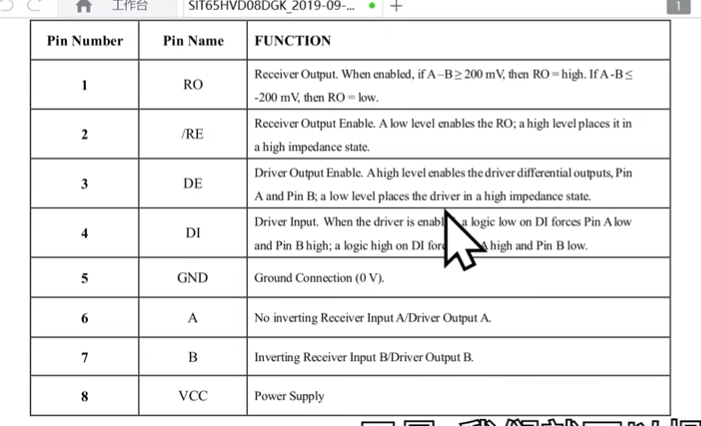 工作台 SIT65HVD08DGK_2019-09-... 1
Pin Number Pin Name FUNCTION
1 RO Receiver Output. When enabled, if A–B≥200 mV, then RO = high. If A-B≤
-200 mV, then RO = low.
2 /RE Receiver Output Enable. A low level enables the RO; a high level places it in
a high impedance state.
3 DE Driver Output Enable. A high level enables the driver differential outputs, Pin
A and Pin B; a low level places the driver in a high impedance state.
4 DI Driver Input. When the driver is enabl a logic low on DI forces Pin A low
and Pin B high; a logic high on DI for A high and Pin B low.
5 GND Ground Connection (0 V).
6 A No inverting Receiver Input A/Driver Output A.
7 B Inverting Receiver Input B/Driver Output B.
8 VCC Power Supply